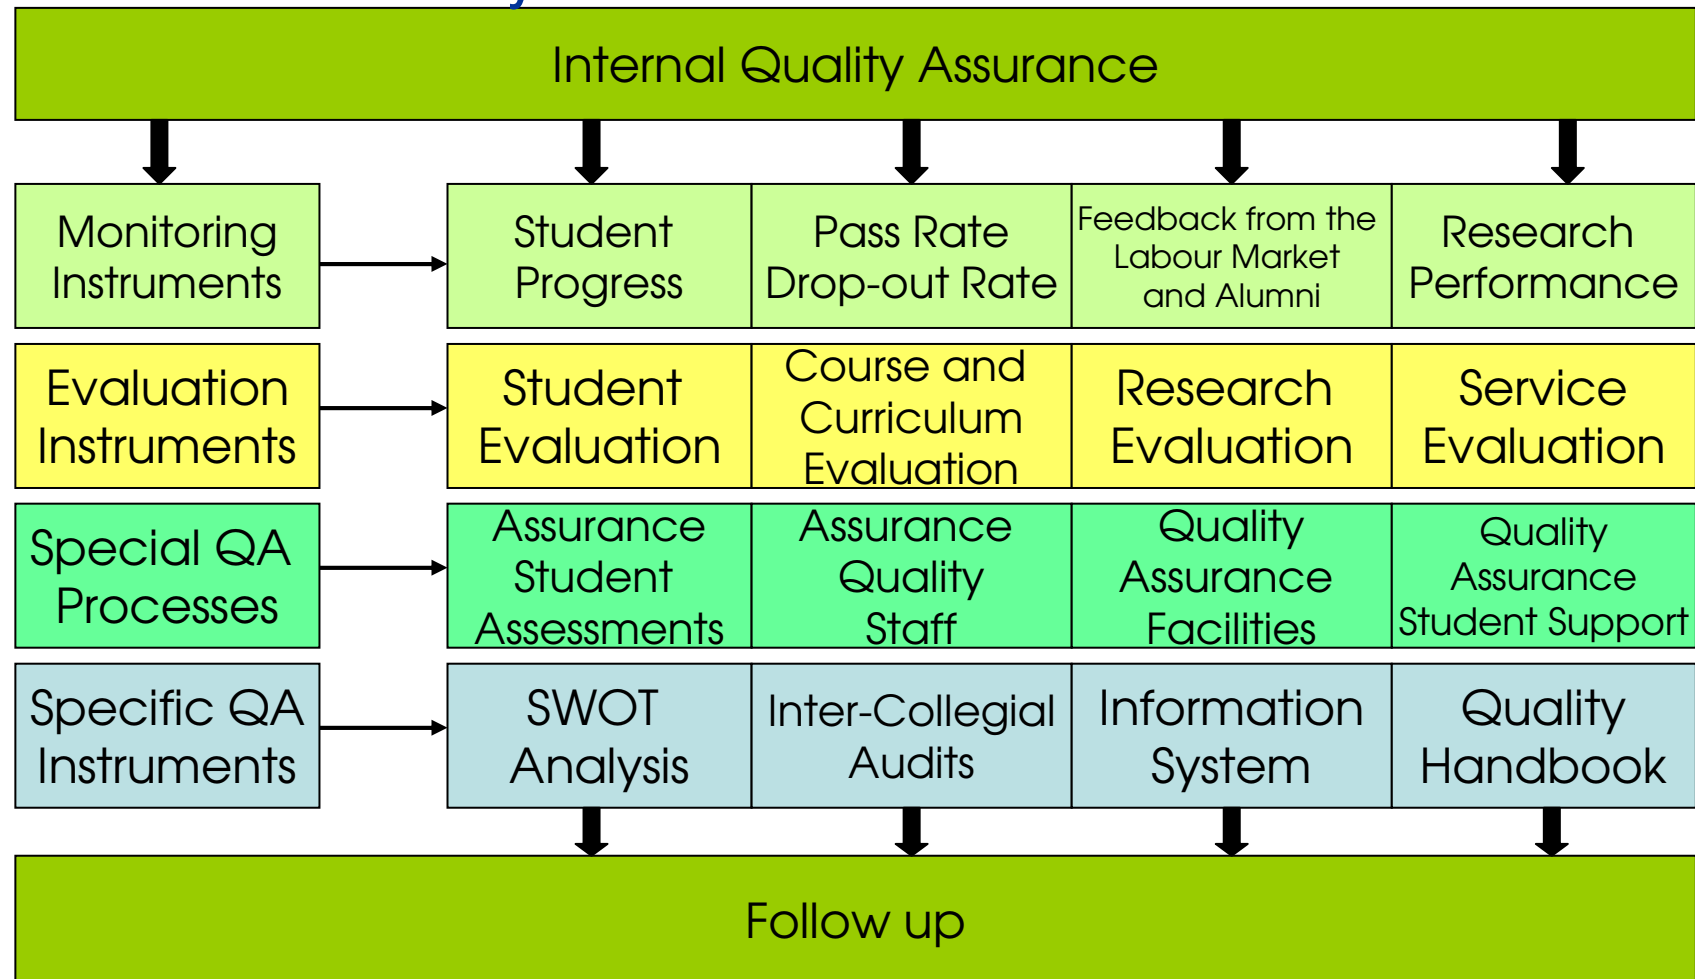 Internal Quality Assurance
Monitoring
Instruments
Student
Progress
Pass Rate
Drop-out Rate
Feedback from the
Labour Market
and Alumni
Research
Performance
Evaluation
Instruments
Student
Evaluation
Course and
Curriculum
Evaluation
Research
Evaluation
Service
Evaluation
Special QA
Processes
Assurance
Student
Assessments
Assurance
Quality
Staff
Quality
Assurance
Facilities
Quality
Assurance
Student Support
Specific QA
Instruments
SWOT
Analysis
Inter-Collegial
Audits
Information
System
Quality
Handbook
Follow up